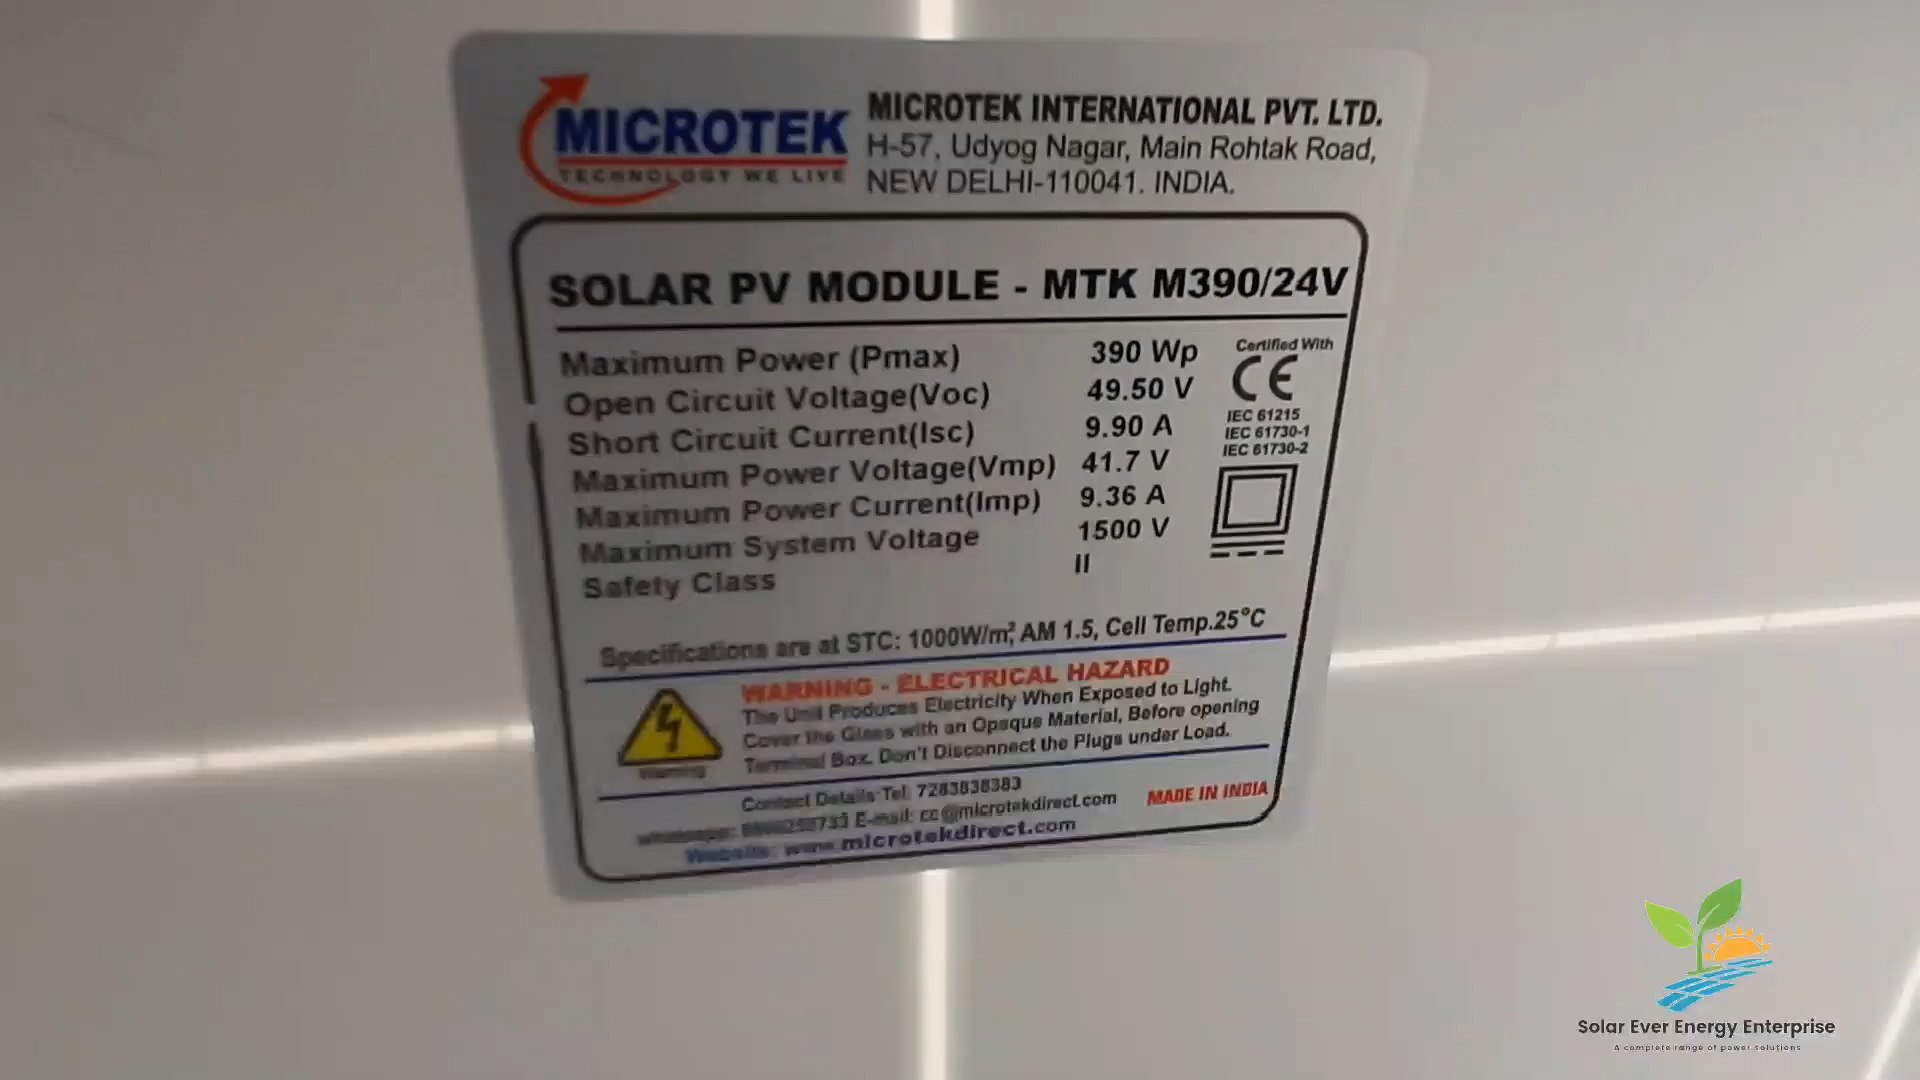 MICROTEK
TECHNOLOGY WE LIVE
MICROTEK INTERNATIONAL PVT. LTD.
H-57, Udyog Nagar, Main Rohtak Road,
NEW DELHI-110041. INDIA.
SOLAR PV MODULE - MTK M390/24V
Maximum Power (Pmax) 390 Wp
Open Circuit Voltage(Voc) 49.50 V
Short Circuit Current(Isc) 9.90 A
Maximum Power Voltage(Vmp) 41.7 V
Maximum Power Current(Imp) 9.36 A
Maximum System Voltage 1500 V
Safety Class II
Certified With
CE
IEC 61215
IEC 61730-1
IEC 61730-2
Specifications are at STC: 1000W/m², AM 1.5, Cell Temp.25°C
WARNING - ELECTRICAL HAZARD
The Unit Produces Electricity When Exposed to Light.
Cover the Glass with an Opaque Material, Before opening
Terminal Box. Don't Disconnect the Plugs under Load.
Warning
Contact Details Tel: 7283838383
whatsapp: E-mail: cc@microtekdirect.com
Website: www.microtekdirect.com
MADE IN INDIA
Solar Ever Energy Enterprise
A complete range of power solutions